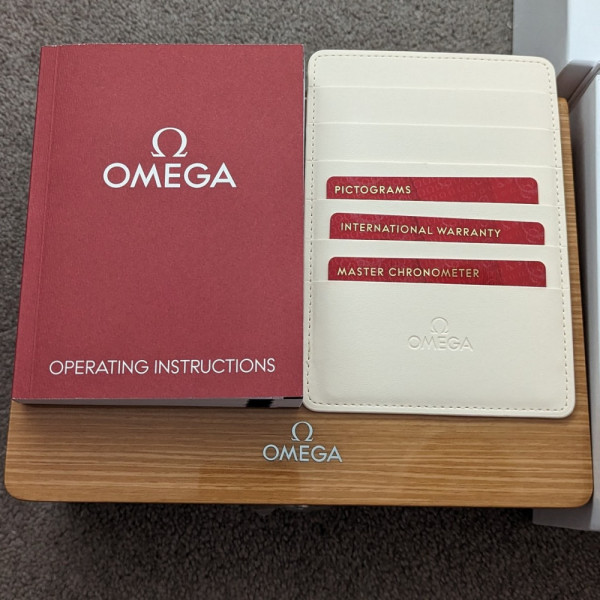 Ω
OMEGA
OPERATING INSTRUCTIONS
PICTOGRAMS
INTERNATIONAL WARRANTY
MASTER CHRONOMETER
Ω
OMEGA
Ω
OMEGA